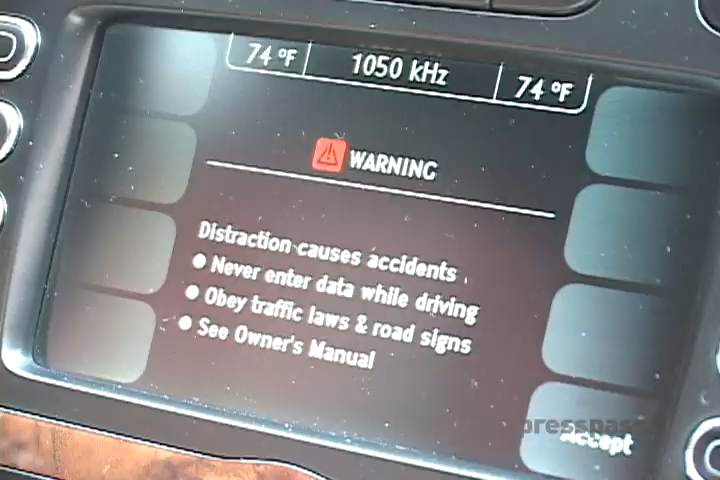 74 °F 1050 kHz 74 °F
WARNING
Distraction causes accidents
● Never enter data while driving
● Obey traffic laws & road signs
● See Owner's Manual
presspass
Accept